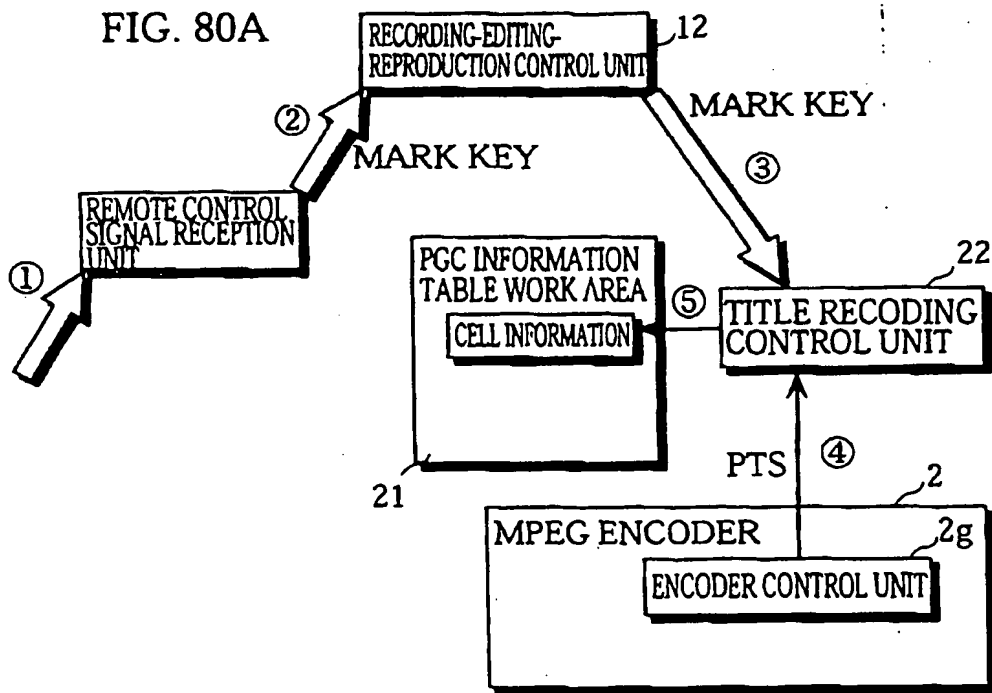 FIG. 80A
RECORDING-EDITING-
REPRODUCTION CONTROL UNIT
12
②
MARK KEY
MARK KEY
③
REMOTE CONTROL
SIGNAL RECEPTION
UNIT
①
PGC INFORMATION
TABLE WORK AREA
CELL INFORMATION
⑤
22
TITLE RECODING
CONTROL UNIT
21
PTS
④
2
MPEG ENCODER
2g
ENCODER CONTROL UNIT